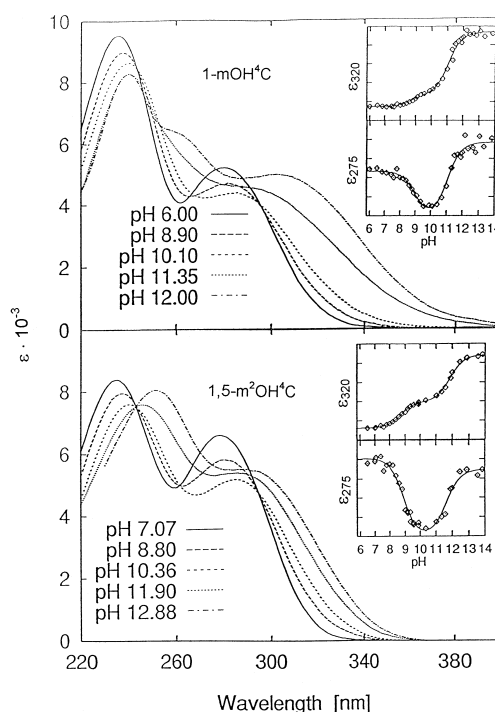 10
8
6
4
2
0
1-mOH⁴C
pH 6.00
pH 8.90
pH 10.10
pH 11.35
pH 12.00
ε320
ε275
6 7 8 9 10 11 12 13 14
pH
ε · 10⁻³
8
6
4
2
0
1,5-m²OH⁴C
pH 7.07
pH 8.80
pH 10.36
pH 11.90
pH 12.88
ε320
ε275
6 7 8 9 10 11 12 13 14
pH
220 260 300 340 380
Wavelength [nm]